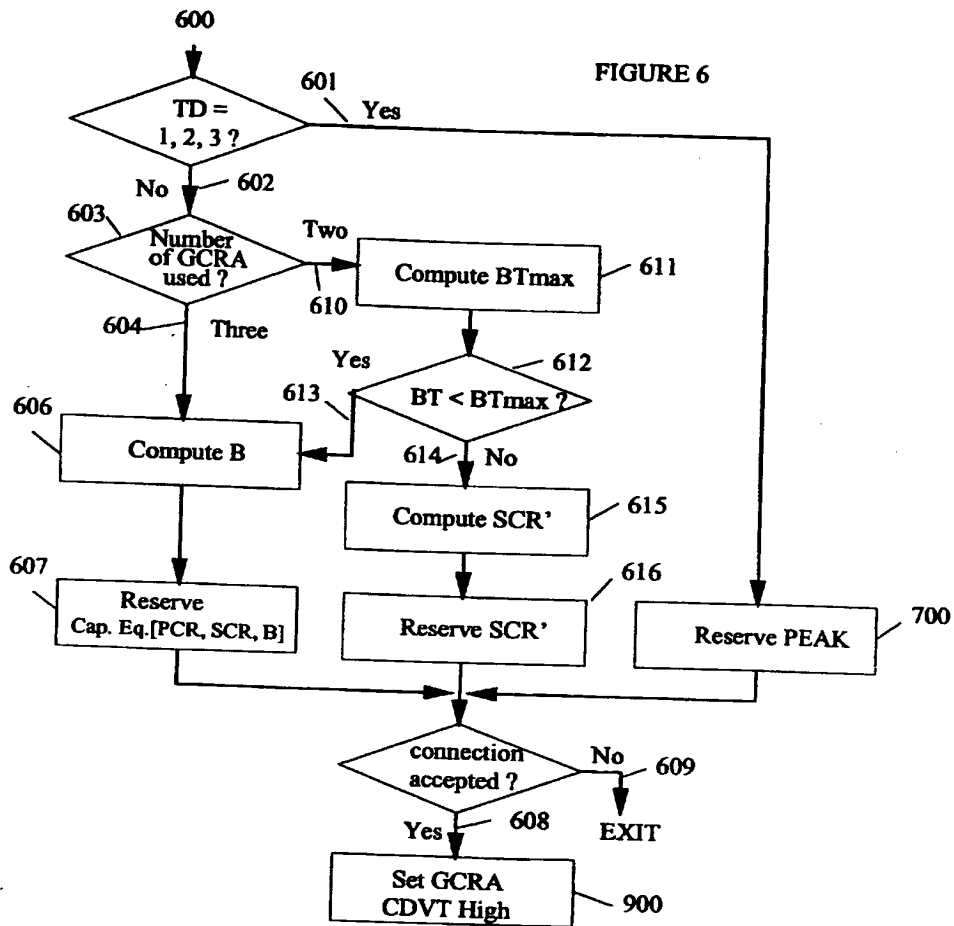 600
FIGURE 6
601
Yes
TD =
1, 2, 3 ?
No
602
603
Number
of GCRA
used ?
Two
610
Compute BTmax
611
604
Three
Yes
612
613
BT < BTmax ?
606
Compute B
614
No
Compute SCR'
615
607
Reserve
Cap. Eq.[PCR, SCR, B]
616
Reserve SCR'
Reserve PEAK
700
connection
accepted ?
No
609
EXIT
Yes
608
Set GCRA
CDVT High
900